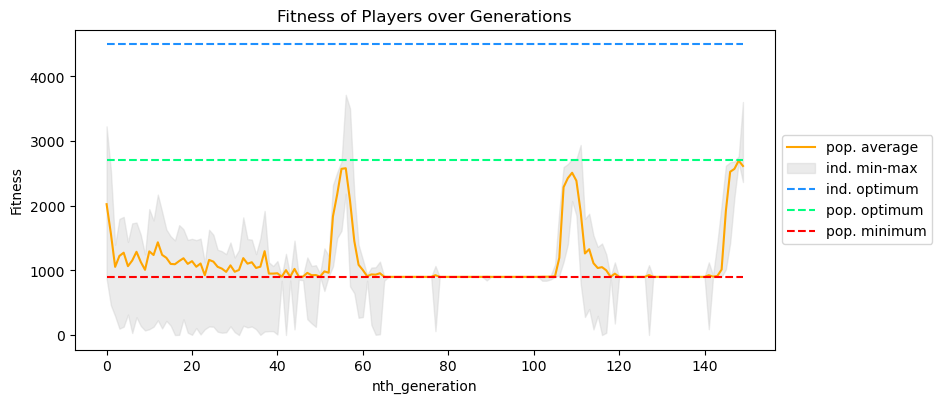 Fitness of Players over Generations
Fitness
4000
3000
2000
1000
0
0 20 40 60 80 100 120 140
nth_generation
pop. average
ind. min-max
ind. optimum
pop. optimum
pop. minimum